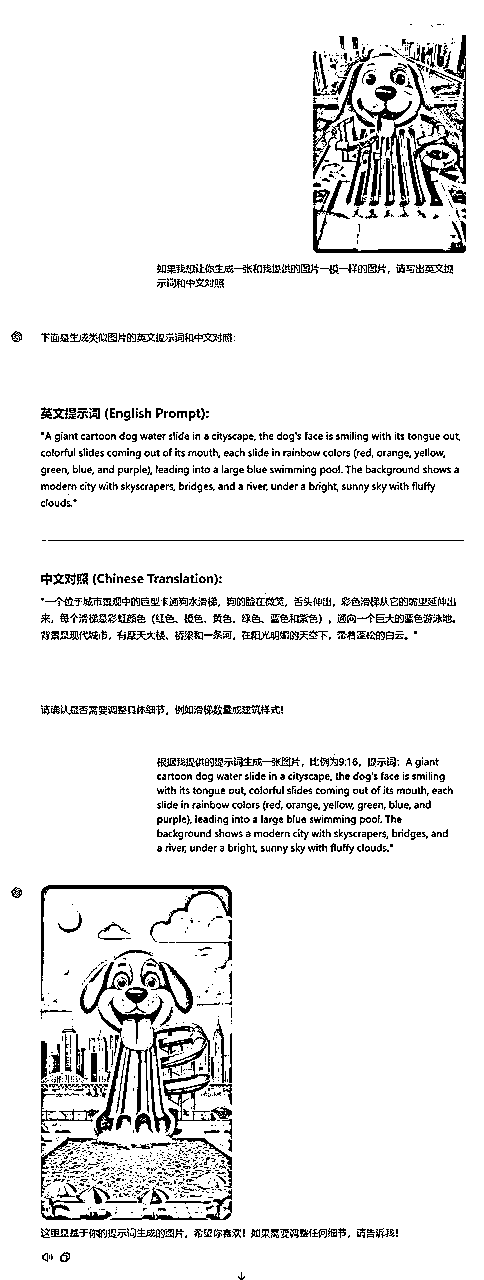 如果我想让你生成一张和我提供的图片一模一样的图片，请写出英文提
示词和中文对照
下面是生成类似图片的英文提示词和中文对照：
英文提示词 (English Prompt):
"A giant cartoon dog water slide in a cityscape, the dog's face is smiling with its tongue out,
colorful slides coming out of its mouth, each slide in rainbow colors (red, orange, yellow,
green, blue, and purple), leading into a large blue swimming pool. The background shows a
modern city with skyscrapers, bridges, and a river, under a bright, sunny sky with fluffy
clouds."
中文对照 (Chinese Translation):
"一个位于城市景观中的巨型卡通狗水滑梯，狗的脸在微笑，舌头伸出，彩色滑梯从它的嘴里延伸出
来，每个滑梯是彩虹颜色（红色、橙色、黄色、绿色、蓝色和紫色），通向一个巨大的蓝色游泳池。
背景是现代城市，有摩天大楼、桥梁和一条河，在阳光明媚的天空下，带着蓬松的白云。"
请确认是否需要调整具体细节，例如滑梯数量或建筑样式！
根据我提供的提示词生成一张图片，比例为9:16，提示词：A giant
cartoon dog water slide in a cityscape, the dog's face is smiling
with its tongue out, colorful slides coming out of its mouth, each
slide in rainbow colors (red, orange, yellow, green, blue, and
purple), leading into a large blue swimming pool. The
background shows a modern city with skyscrapers, bridges, and
a river, under a bright, sunny sky with fluffy clouds."
这里是基于你的提示词生成的图片，希望你喜欢！如果需要调整任何细节，请告诉我！